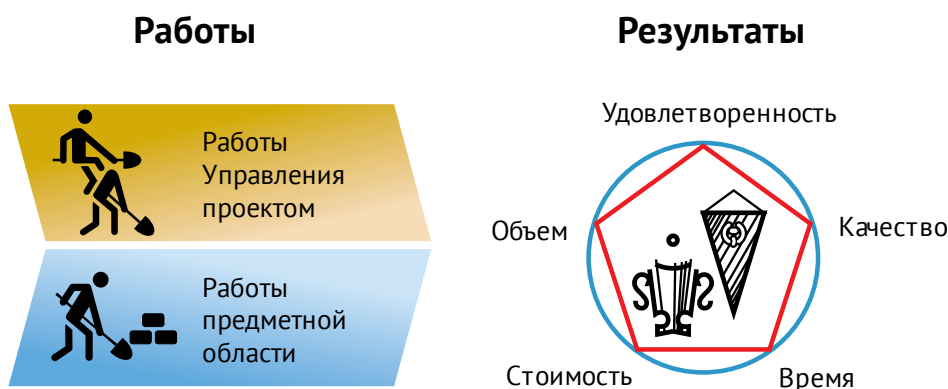 Работы
Работы
Управления
проектом
Работы
предметной
области
Результаты
Удовлетворенность
Объем
Качество
Стоимость
Время